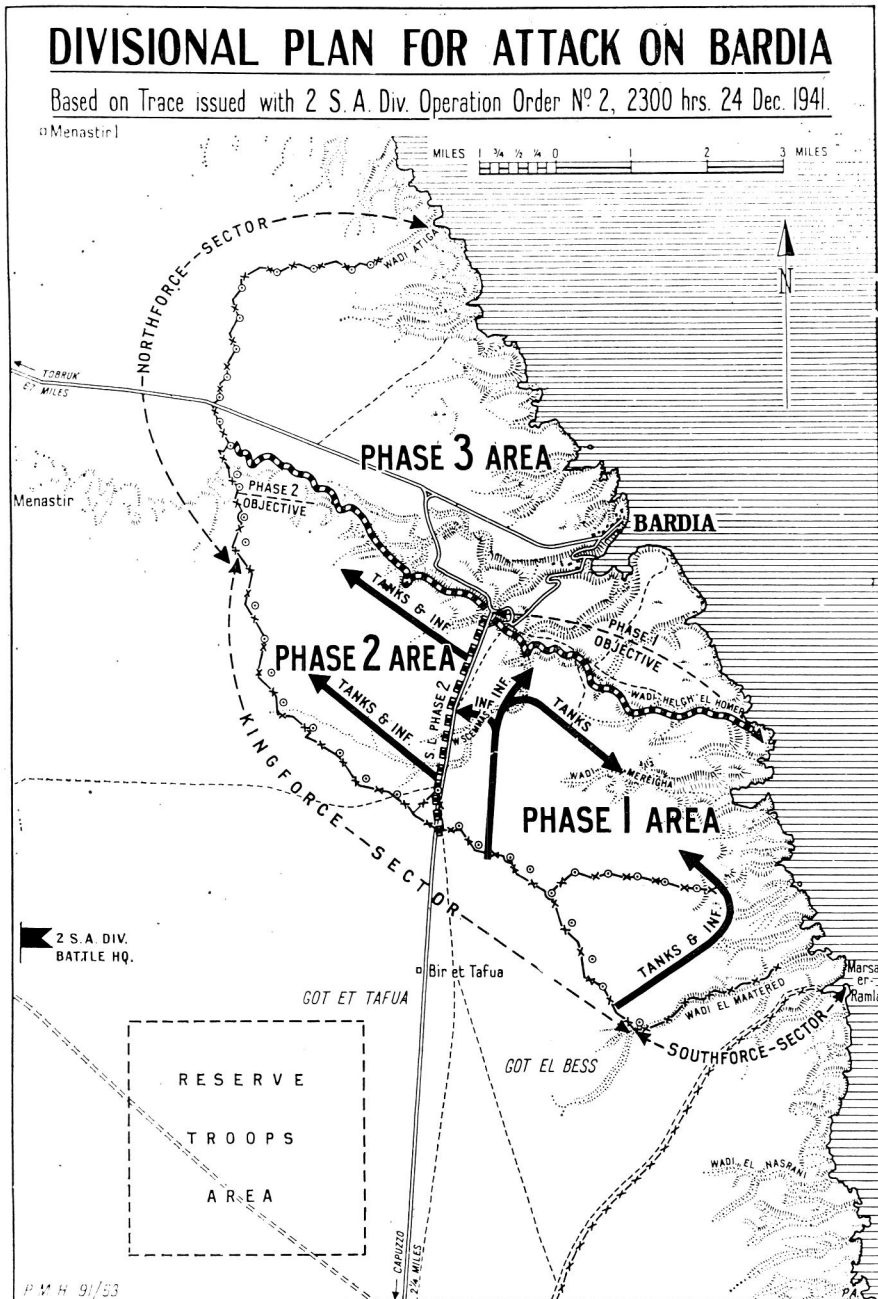 DIVISIONAL PLAN FOR ATTACK ON BARDIA
Based on Trace issued with 2 S.A. Div. Operation Order Nº 2, 2300 hrs. 24 Dec. 1941.
Menastir
MILES 1 ¾ ½ ¼ 0 1 2 3 MILES
NORTHFORCE-SECTOR
WADI ATIGA
N
TOBRUK
MILES
PHASE 3 AREA
Menastir
PHASE 2
OBJECTIVE
BARDIA
TANKS & INF.
PHASE 1
OBJECTIVE
PHASE 2 AREA
TANKS & INF.
S. L. PHASE 2
INF.
INF.
TANKS
WADI HELGH EL HOMER
WADI MEREIGHA
KINGFORCE-SECTOR
PHASE 1 AREA
TANKS & INF.
2 S.A. DIV.
BATTLE HQ.
Bir et Tafua
GOT ET TAFUA
WADI EL MAATERED
Marsa
er-
Ramla
SOUTHFORCE-SECTOR
GOT EL BESS
RESERVE
TROOPS
AREA
WADI EL NASRANI
CAPUZZO
2¼ MILES
P M H 91/53
P.A.